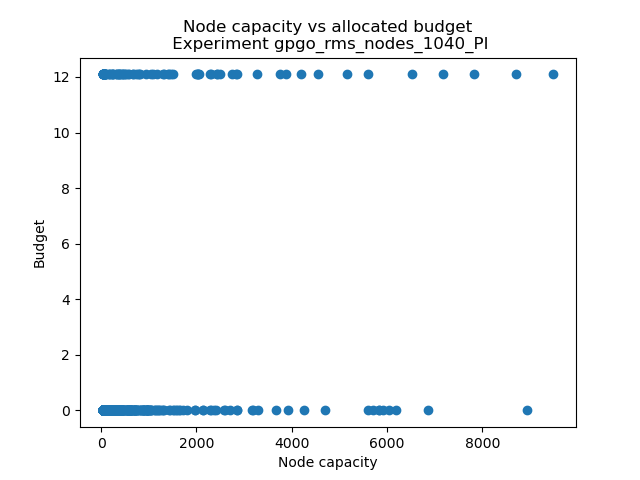 Node capacity vs allocated budget
Experiment gpgo_rms_nodes_1040_PI
12
10
8
6
4
2
0
Budget
0 2000 4000 6000 8000
Node capacity